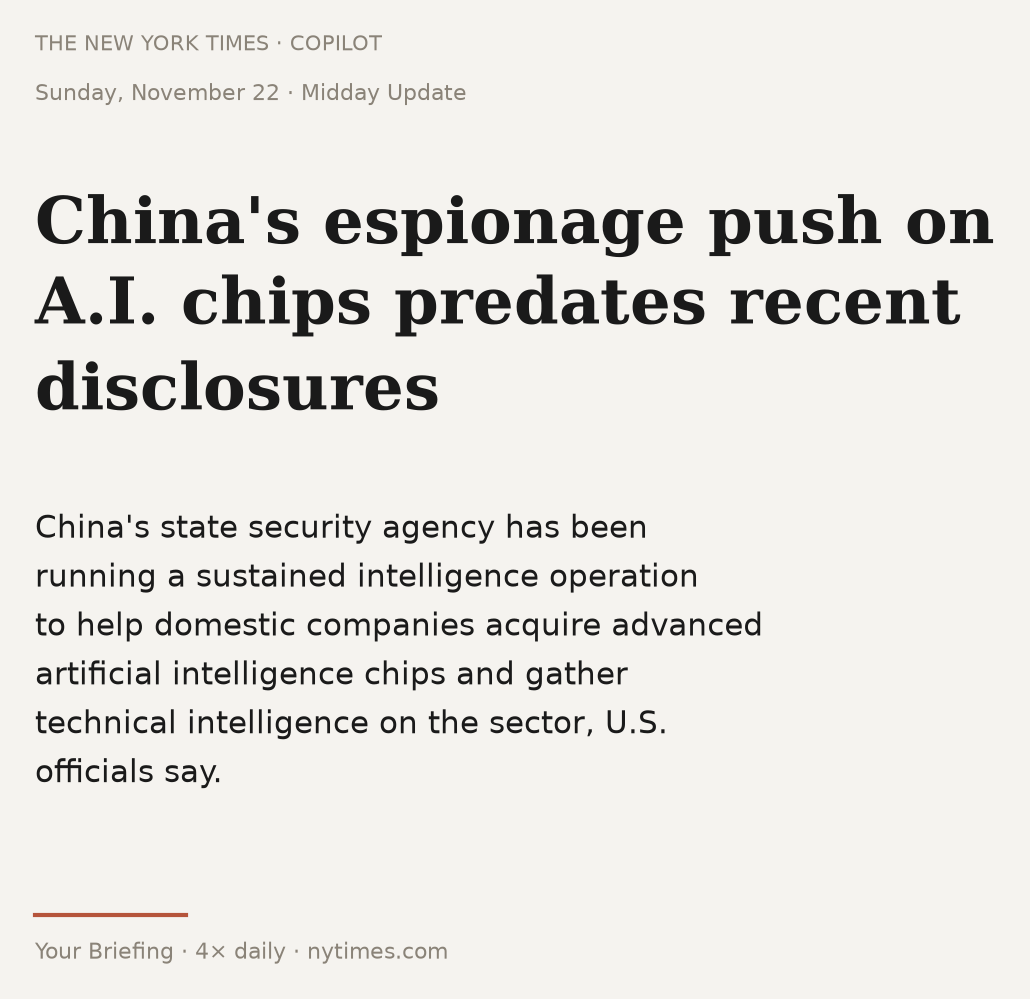 THE NEW YORK TIMES · COPILOT
Sunday, November 22 · Midday Update
China's espionage push on
A.I. chips predates recent
disclosures
China's state security agency has been
running a sustained intelligence operation
to help domestic companies acquire advanced
artificial intelligence chips and gather
technical intelligence on the sector, U.S.
officials say.
Your Briefing · 4× daily · nytimes.com